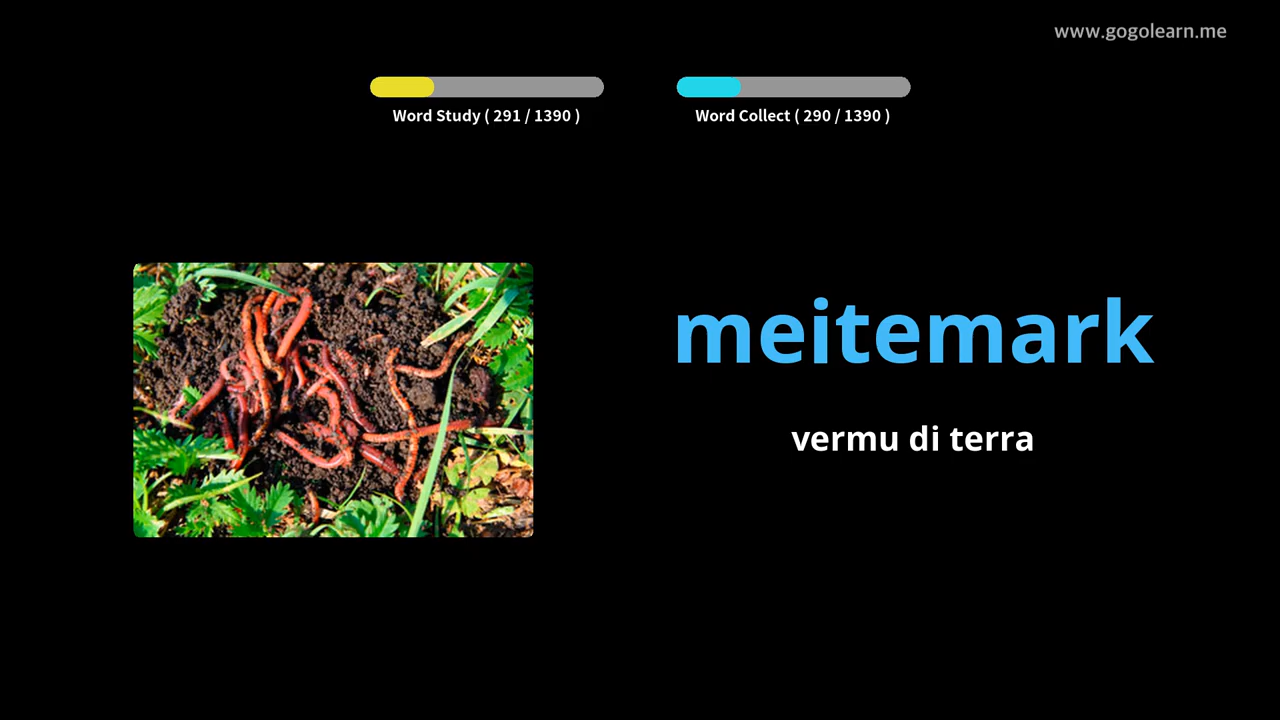 www.gogolearn.me
Word Study ( 291 / 1390 )
Word Collect ( 290 / 1390 )
meitemark
vermu di terra